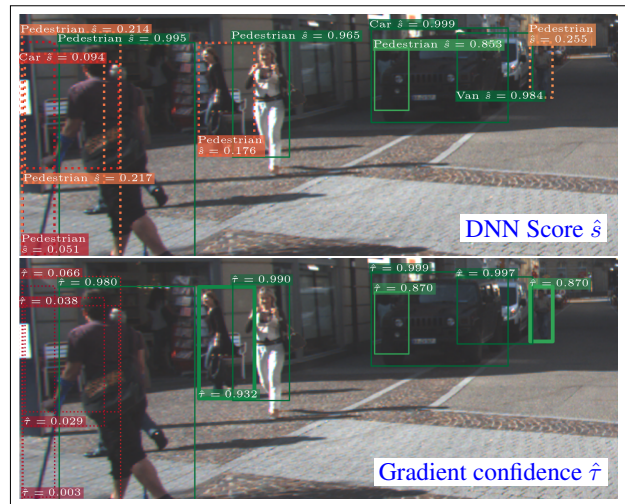 Pedestrian ŝ = 0.214
Pedestrian ŝ = 0.995
Pedestrian ŝ = 0.965
Car ŝ = 0.999
Pedestrian
ŝ = 0.255
Car ŝ = 0.094
Pedestrian ŝ = 0.853
Van ŝ = 0.984
Pedestrian
ŝ = 0.176
Pedestrian ŝ = 0.217
Pedestrian
ŝ = 0.051
DNN Score ŝ
τ̂ = 0.066
τ̂ = 0.980
τ̂ = 0.990
τ̂ = 0.999
τ̂ = 0.997
τ̂ = 0.870
τ̂ = 0.870
τ̂ = 0.038
τ̂ = 0.932
τ̂ = 0.029
τ̂ = 0.003
Gradient confidence τ̂